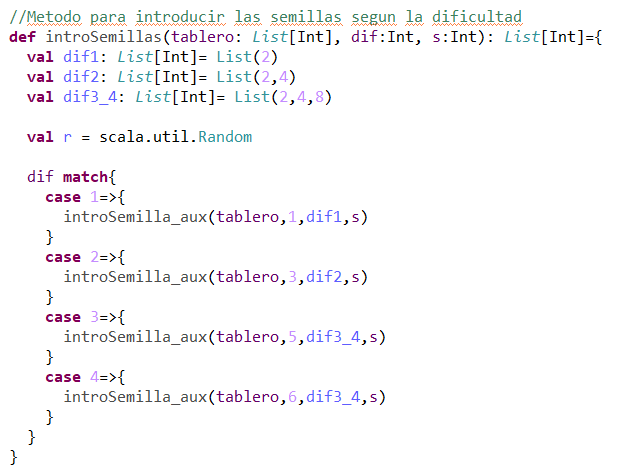 //Metodo para introducir las semillas segun la dificultad
def introSemillas(tablero: List[Int], dif:Int, s:Int): List[Int]={
  val dif1: List[Int]= List(2)
  val dif2: List[Int]= List(2,4)
  val dif3_4: List[Int]= List(2,4,8)

  val r = scala.util.Random

  dif match{
    case 1=>{
      introSemilla_aux(tablero,1,dif1,s)
    }
    case 2=>{
      introSemilla_aux(tablero,3,dif2,s)
    }
    case 3=>{
      introSemilla_aux(tablero,5,dif3_4,s)
    }
    case 4=>{
      introSemilla_aux(tablero,6,dif3_4,s)
    }
  }
}